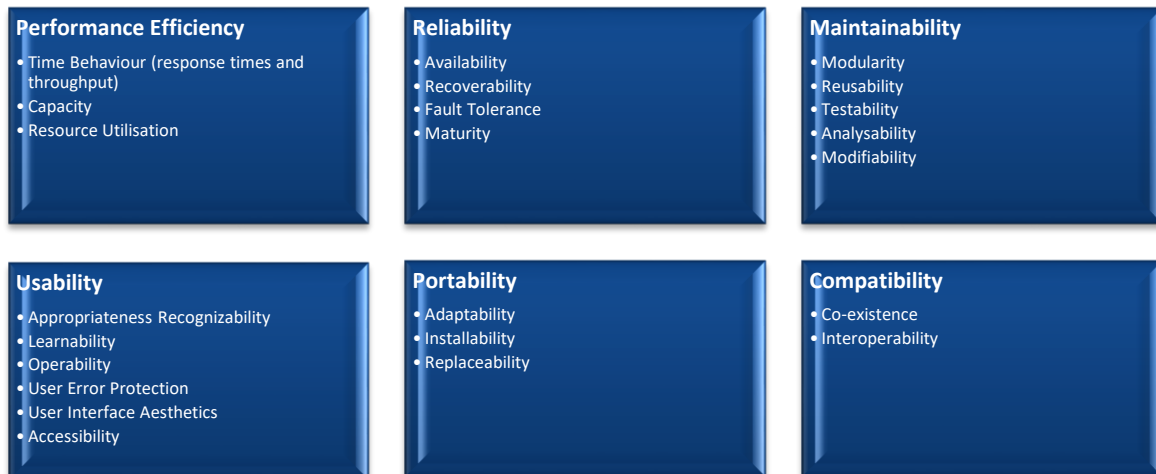 Performance Efficiency
• Time Behaviour (response times and
throughput)
• Capacity
• Resource Utilisation
Reliability
• Availability
• Recoverability
• Fault Tolerance
• Maturity
Maintainability
• Modularity
• Reusability
• Testability
• Analysability
• Modifiability
Usability
• Appropriateness Recognizability
• Learnability
• Operability
• User Error Protection
• User Interface Aesthetics
• Accessibility
Portability
• Adaptability
• Installability
• Replaceability
Compatibility
• Co-existence
• Interoperability